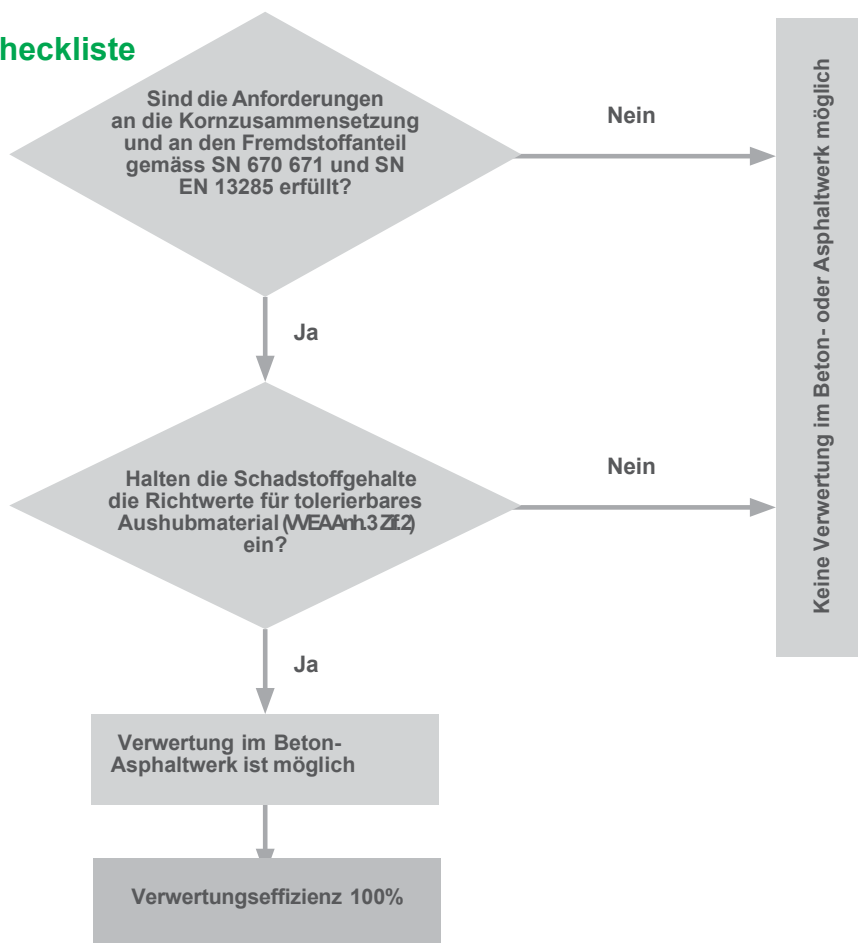 heckliste
Sind die Anforderungen
an die Kornzusammensetzung
und an den Fremdstoffanteil
gemäss SN 670 671 und SN
EN 13285 erfüllt?
Nein
Ja
Halten die Schadstoffgehalte
die Richtwerte für tolerierbares
Aushubmaterial (VVEA Anh. 3 Zif. 2)
ein?
Nein
Ja
Verwertung im Beton-
Asphaltwerk ist möglich
Verwertungseffizienz 100%
Keine Verwertung im Beton- oder Asphaltwerk möglich